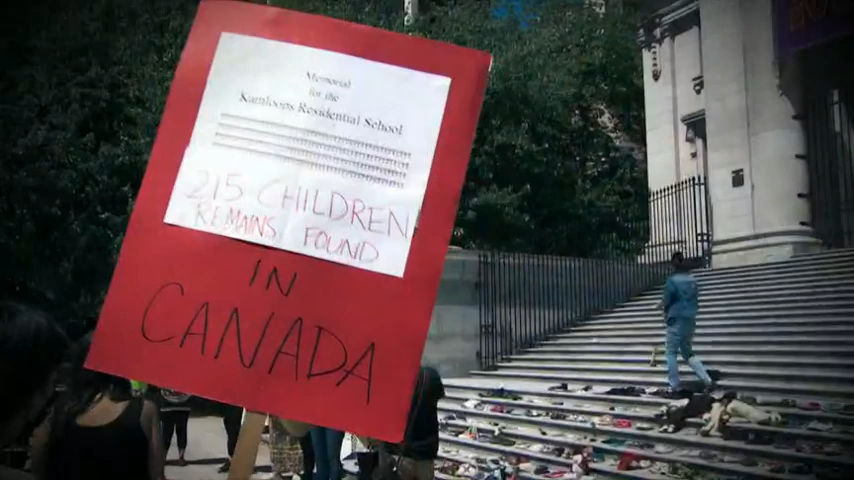 Memorial
for the
Kamloops Residential School
215 CHILDREN
REMAINS FOUND
IN
CANADA